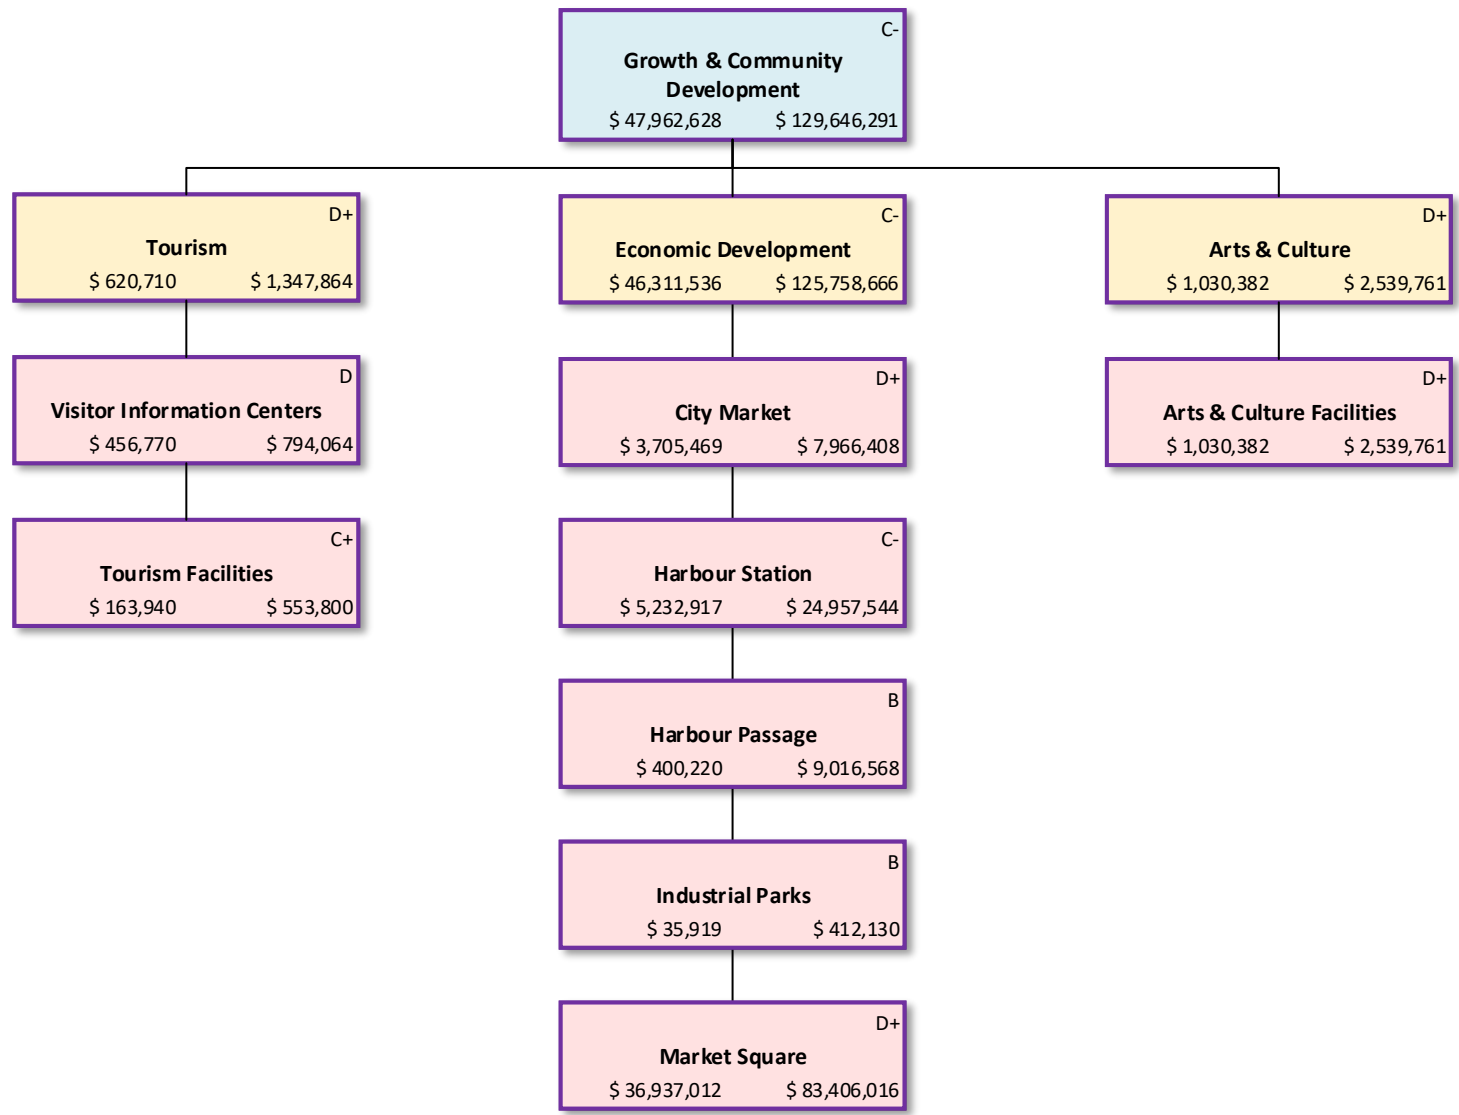 C-
Growth & Community
Development
$ 47,962,628 $ 129,646,291
D+
Tourism
$ 620,710 $ 1,347,864
C-
Economic Development
$ 46,311,536 $ 125,758,666
D+
Arts & Culture
$ 1,030,382 $ 2,539,761
D
Visitor Information Centers
$ 456,770 $ 794,064
D+
City Market
$ 3,705,469 $ 7,966,408
D+
Arts & Culture Facilities
$ 1,030,382 $ 2,539,761
C+
Tourism Facilities
$ 163,940 $ 553,800
C-
Harbour Station
$ 5,232,917 $ 24,957,544
B
Harbour Passage
$ 400,220 $ 9,016,568
B
Industrial Parks
$ 35,919 $ 412,130
D+
Market Square
$ 36,937,012 $ 83,406,016